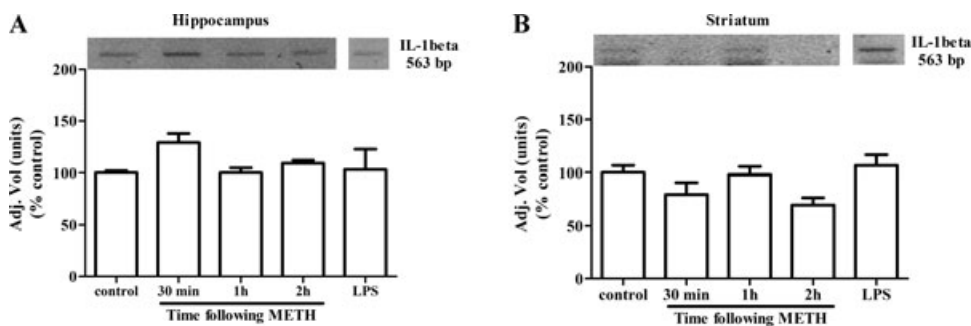 A
Hippocampus
IL-1beta
563 bp
Adj. Vol (units)
(% control)
200
150
100
50
0
control 30 min 1h 2h LPS
Time following METH
B
Striatum
IL-1beta
563 bp
Adj. Vol (units)
(% control)
200
150
100
50
0
control 30 min 1h 2h LPS
Time following METH